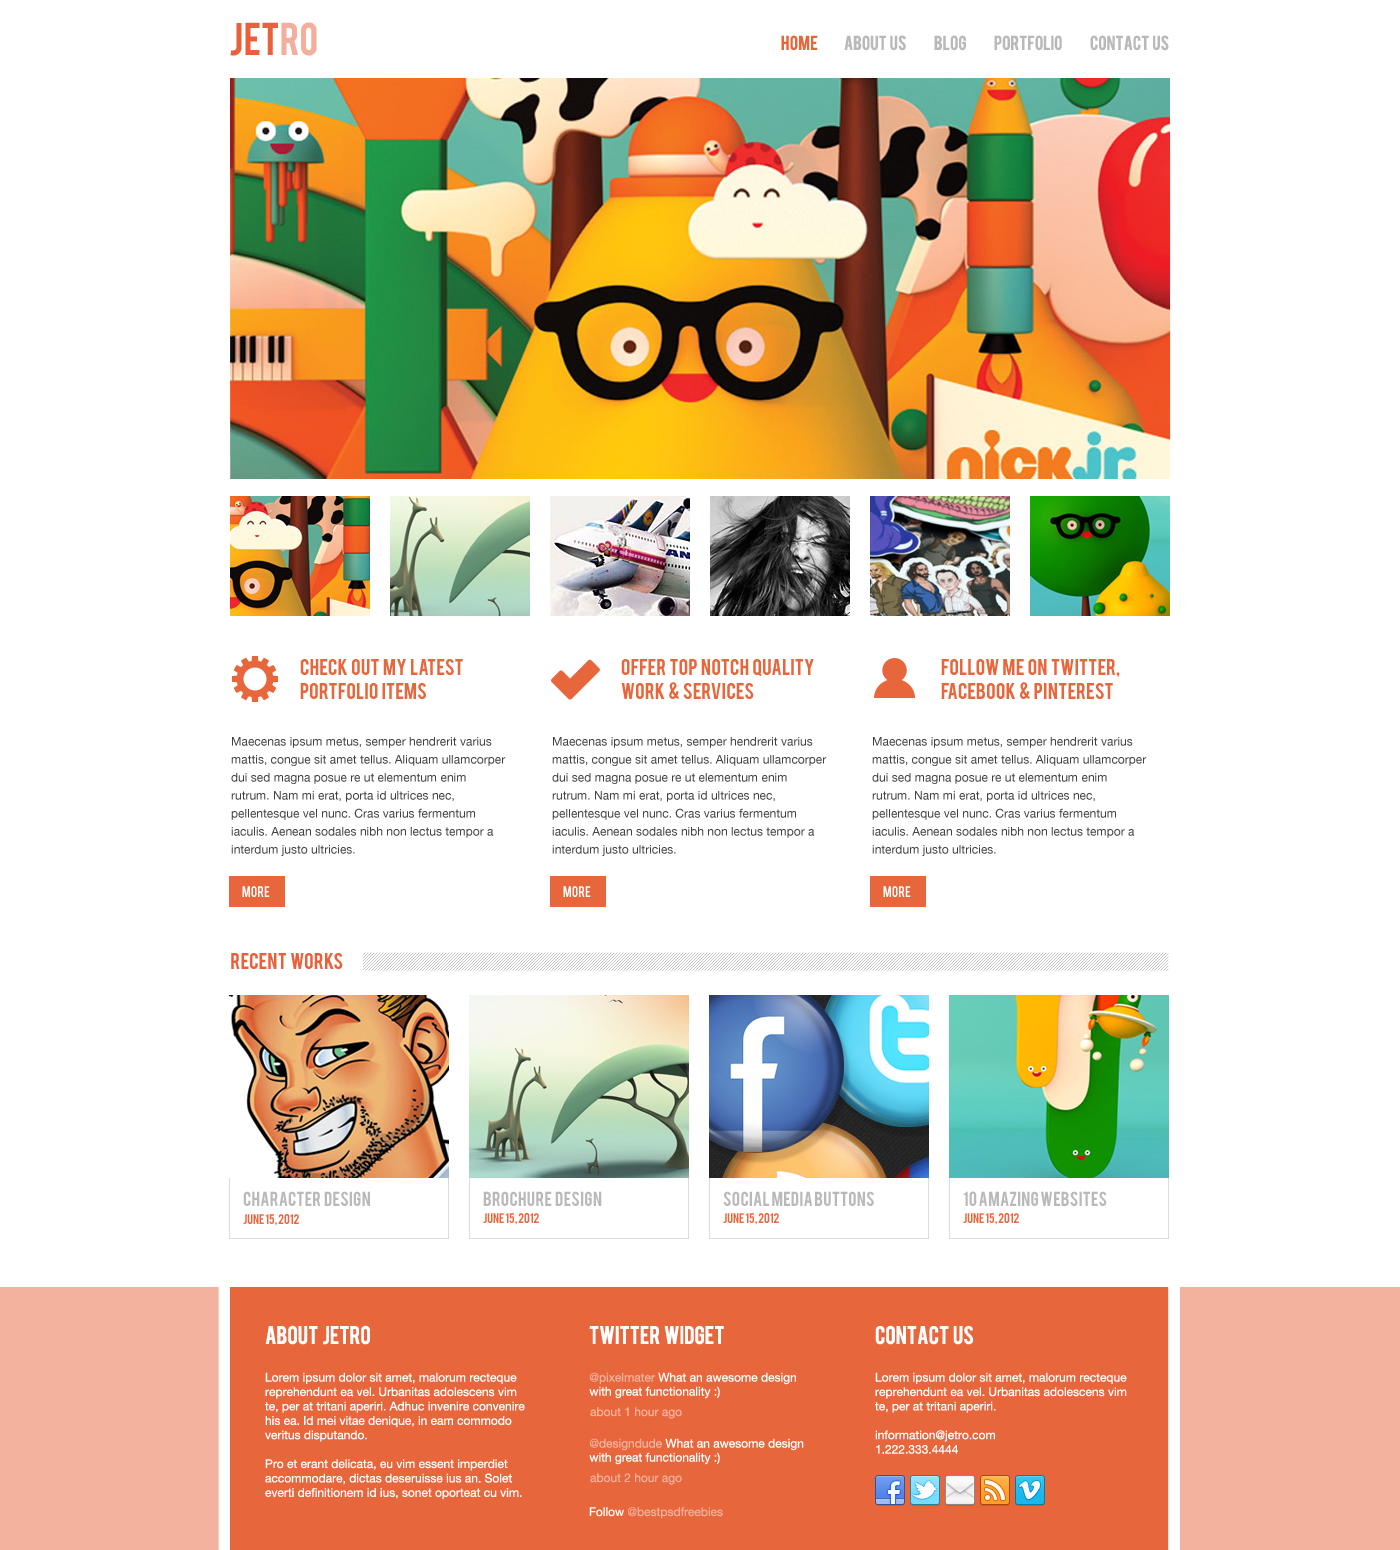 JETRO
HOME ABOUT US BLOG PORTFOLIO CONTACT US
nick jr.
CHECK OUT MY LATEST
PORTFOLIO ITEMS
Maecenas ipsum metus, semper hendrerit varius
mattis, congue sit amet tellus. Aliquam ullamcorper
dui sed magna posue re ut elementum enim
rutrum. Nam mi erat, porta id ultrices nec,
pellentesque vel nunc. Cras varius fermentum
iaculis. Aenean sodales nibh non lectus tempor a
interdum justo ultricies.
MORE
OFFER TOP NOTCH QUALITY
WORK & SERVICES
Maecenas ipsum metus, semper hendrerit varius
mattis, congue sit amet tellus. Aliquam ullamcorper
dui sed magna posue re ut elementum enim
rutrum. Nam mi erat, porta id ultrices nec,
pellentesque vel nunc. Cras varius fermentum
iaculis. Aenean sodales nibh non lectus tempor a
interdum justo ultricies.
MORE
FOLLOW ME ON TWITTER,
FACEBOOK & PINTEREST
Maecenas ipsum metus, semper hendrerit varius
mattis, congue sit amet tellus. Aliquam ullamcorper
dui sed magna posue re ut elementum enim
rutrum. Nam mi erat, porta id ultrices nec,
pellentesque vel nunc. Cras varius fermentum
iaculis. Aenean sodales nibh non lectus tempor a
interdum justo ultricies.
MORE
RECENT WORKS
CHARACTER DESIGN
JUNE 15, 2012
BROCHURE DESIGN
JUNE 15, 2012
SOCIAL MEDIA BUTTONS
JUNE 15, 2012
10 AMAZING WEBSITES
JUNE 15, 2012
ABOUT JETRO
Lorem ipsum dolor sit amet, malorum recteque
reprehendunt ea vel. Urbanitas adolescens vim
te, per at tritani aperiri. Adhuc invenire convenire
his ea. Id mei vitae denique, in eam commodo
veritus disputando.
Pro et erant delicata, eu vim essent imperdiet
accommodare, dictas deseruisse ius an. Solet
everti definitionem id ius, sonet oporteat cu vim.
TWITTER WIDGET
@pixelmater What an awesome design
with great functionality :)
about 1 hour ago
@designdude What an awesome design
with great functionality :)
about 2 hour ago
Follow @bestpsdfreebies
CONTACT US
Lorem ipsum dolor sit amet, malorum recteque
reprehendunt ea vel. Urbanitas adolescens vim
te, per at tritani aperiri.
information@jetro.com
1.222.333.4444